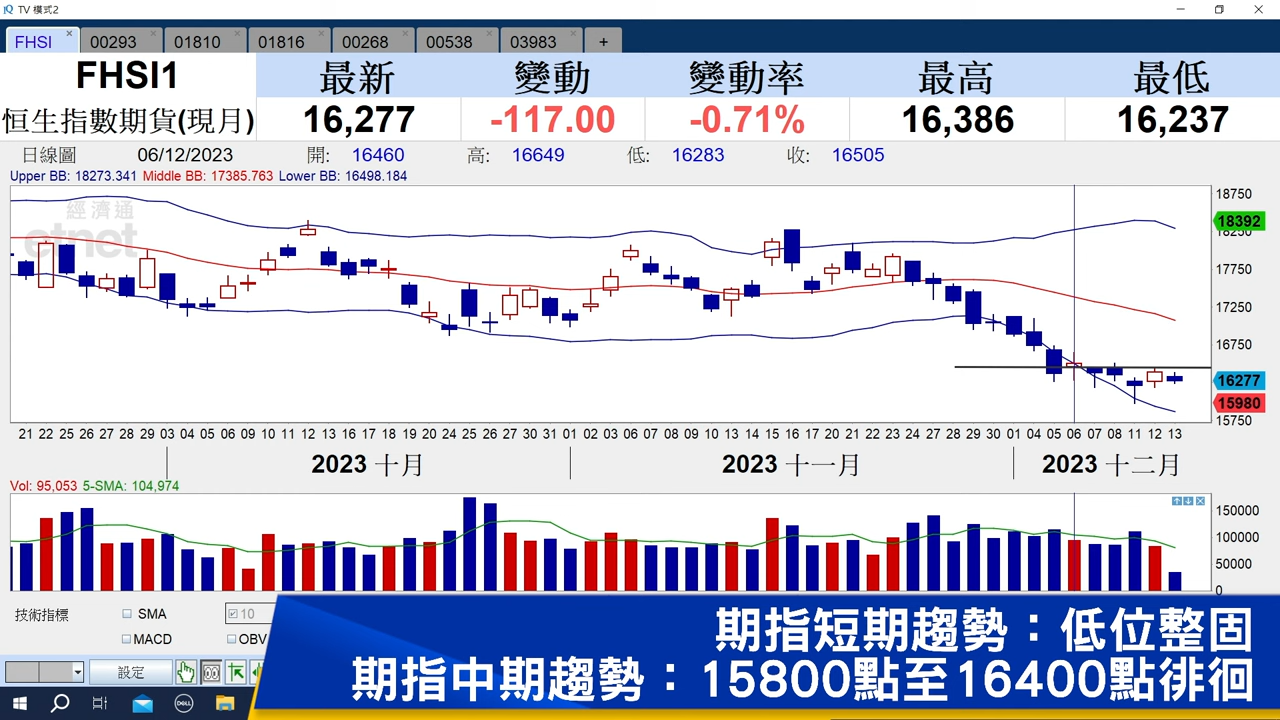 TV 模式2
FHSI 00293 01810 01816 00268 00538 03983 +
FHSI1 最新 變動 變動率 最高 最低
恒生指數期貨(現月) 16,277 -117.00 -0.71% 16,386 16,237
日線圖 06/12/2023 開: 16460 高: 16649 低: 16283 收: 16505
Upper BB: 18273.341 Middle BB: 17385.763 Lower BB: 16498.184
經濟通
etnet
18750
18392
18250
17750
17250
16750
16277
15980
15750
21 22 25 26 27 28 29 03 04 05 06 09 10 11 12 13 16 17 18 19 20 24 25 26 27 30 31 01 02 03 06 07 08 09 10 13 14 15 16 17 20 21 22 23 24 27 28 29 30 01 04 05 06 07 08 11 12 13
2023 十月 2023 十一月 2023 十二月
Vol: 95,053 5-SMA: 104,974
150000
100000
50000
0
技術指標 SMA 10
MACD OBV
設定
DELL
期指短期趨勢：低位整固
期指中期趨勢：15800點至16400點徘徊